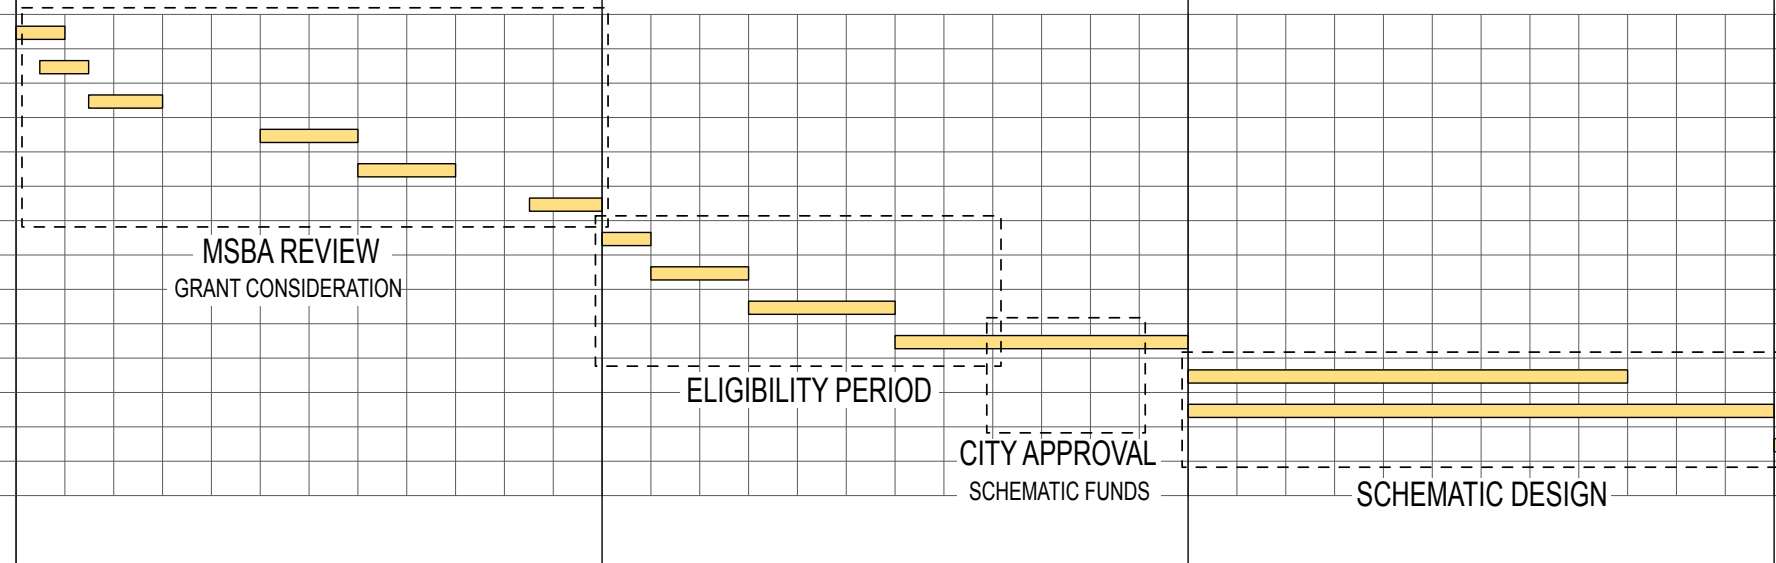 MSBA REVIEW
GRANT CONSIDERATION
ELIGIBILITY PERIOD
CITY APPROVAL
SCHEMATIC FUNDS
SCHEMATIC DESIGN